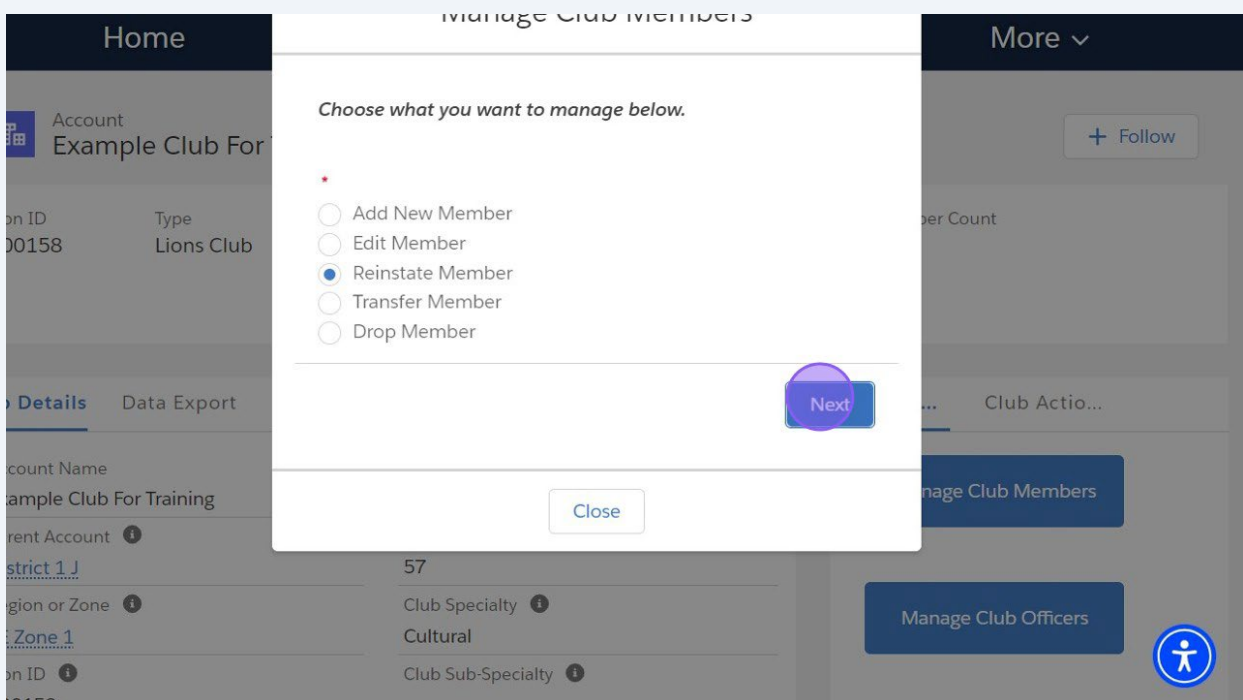 Manage Club Members
Home
More
Choose what you want to manage below.
Account
Example Club For
+ Follow
*
on ID
Type
Lions Club
Add New Member
Edit Member
Reinstate Member
Transfer Member
Drop Member
Count
00158
Details
Data Export
Next
...
Club Actio...
Account Name
Example Club For Training
Close
nage Club Members
rent Account
strict 1 J
57
gion or Zone
Zone 1
Club Specialty
Cultural
Manage Club Officers
on ID
Club Sub-Specialty